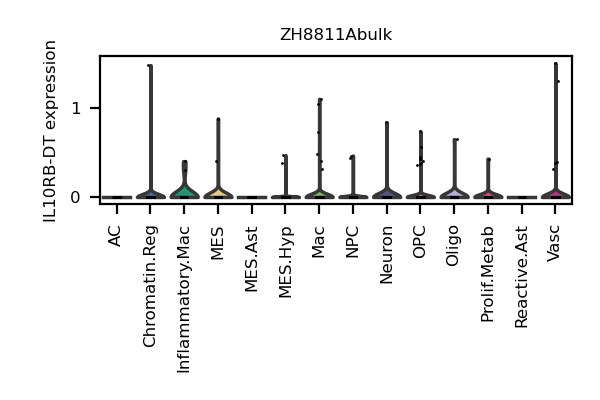 ZH8811Abulk
IL10RB-DT expression
1
0
AC
Chromatin.Reg
Inflammatory.Mac
MES
MES.Ast
MES.Hyp
Mac
NPC
Neuron
OPC
Oligo
Prolif.Metab
Reactive.Ast
Vasc